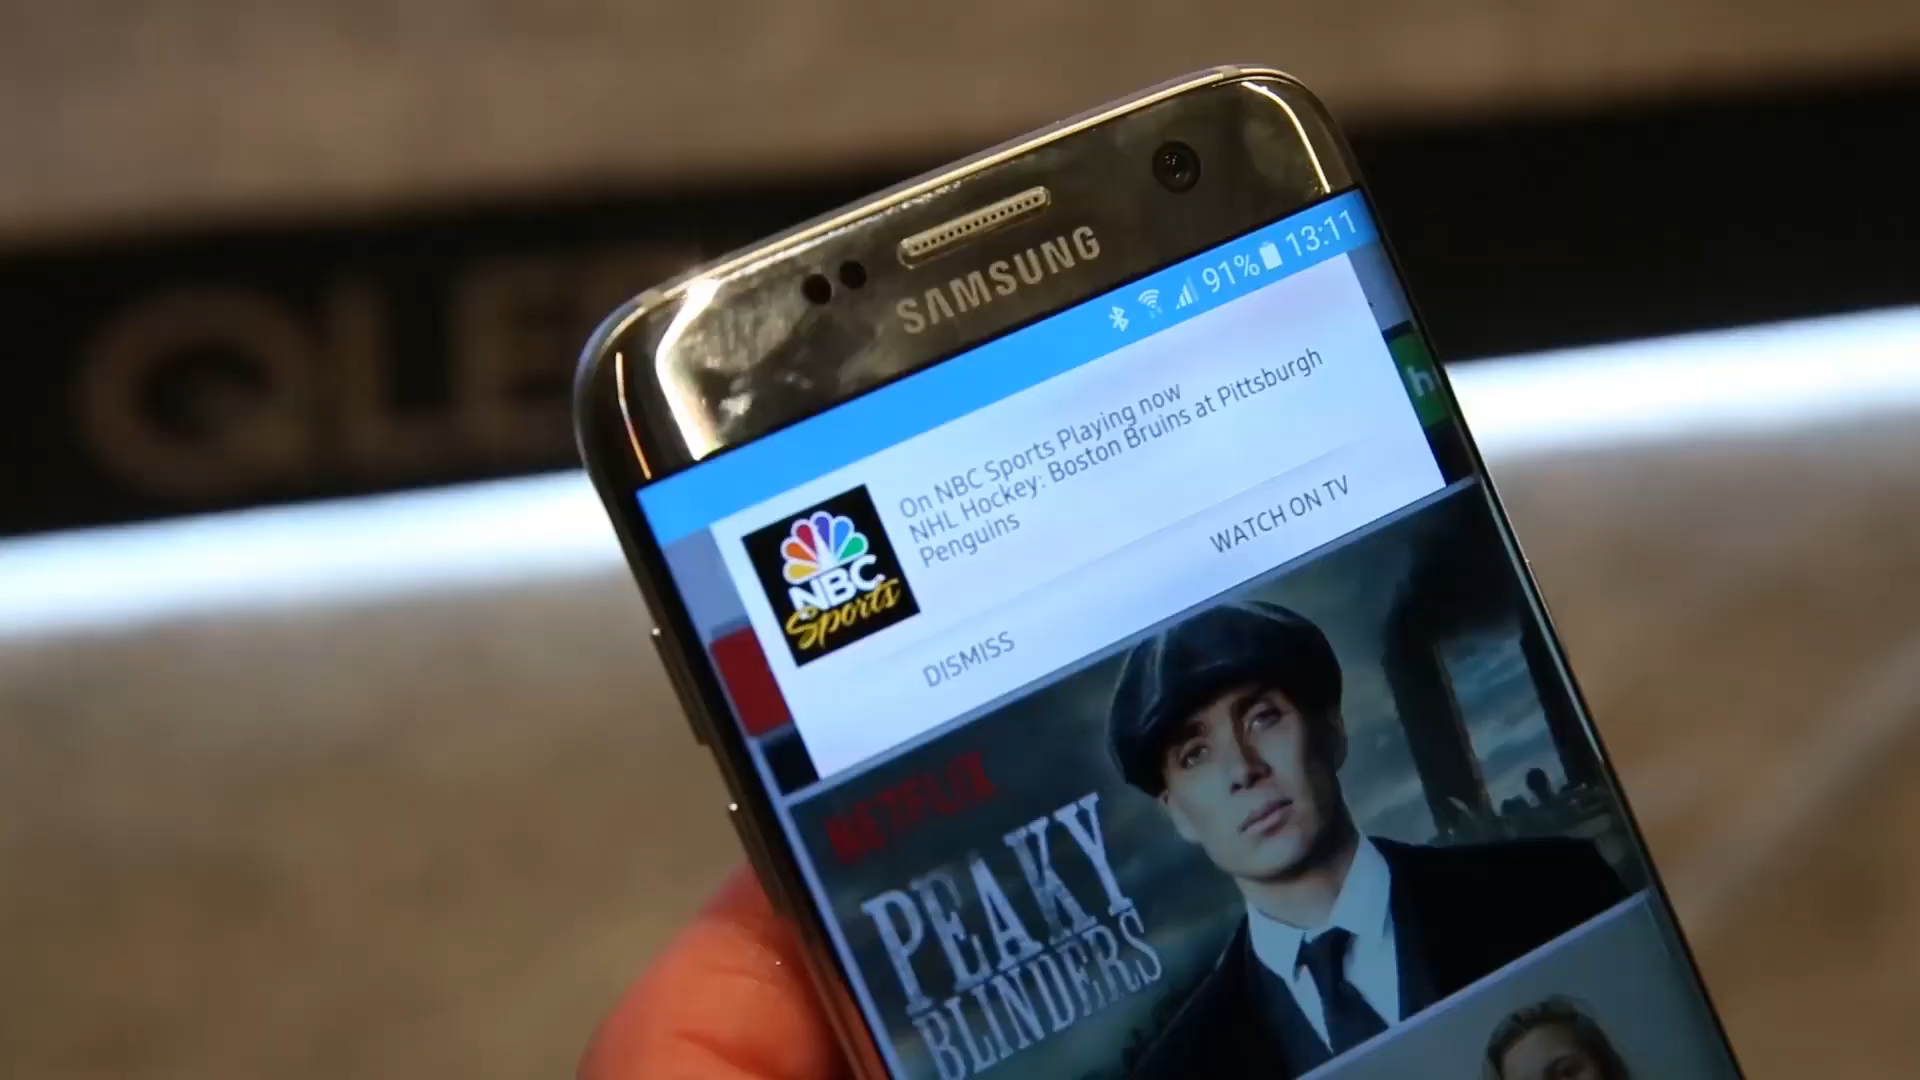 QLE
SAMSUNG
91% 13:11
h
On NBC Sports Playing now
NHL Hockey: Boston Bruins at Pittsburgh
Penguins
NBC
Sports
DISMISS
WATCH ON TV
NETFLIX
PEAKY
BLINDERS